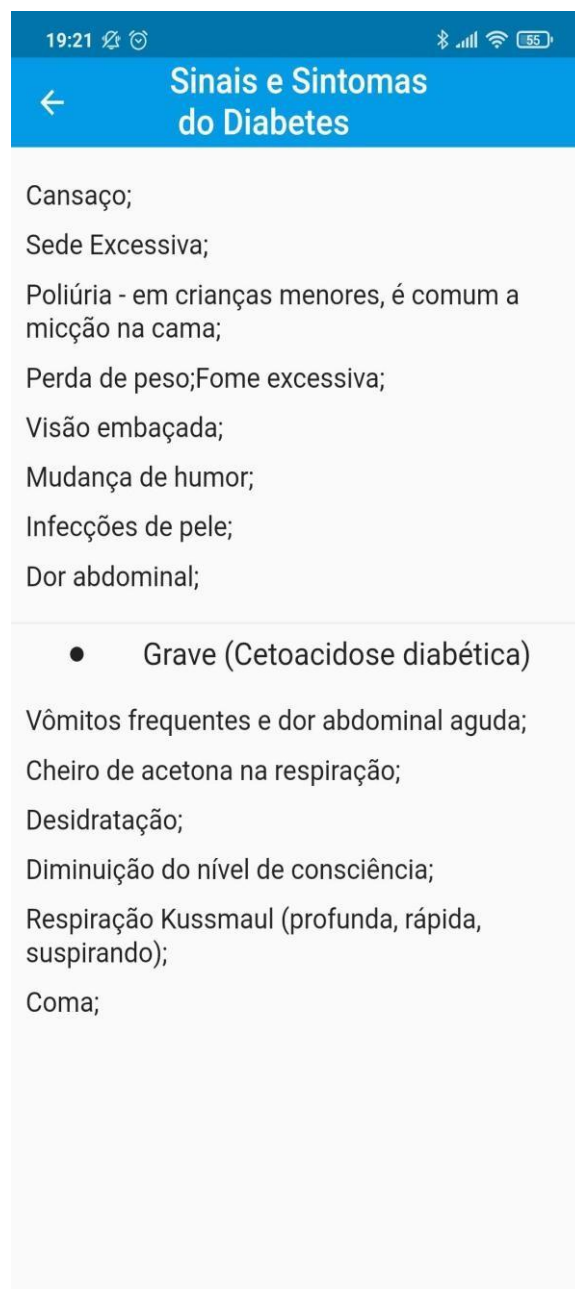 19:21
55
Sinais e Sintomas
do Diabetes
Cansaço;
Sede Excessiva;
Poliúria - em crianças menores, é comum a
micção na cama;
Perda de peso;Fome excessiva;
Visão embaçada;
Mudança de humor;
Infecções de pele;
Dor abdominal;
● Grave (Cetoacidose diabética)
Vômitos frequentes e dor abdominal aguda;
Cheiro de acetona na respiração;
Desidratação;
Diminuição do nível de consciência;
Respiração Kussmaul (profunda, rápida,
suspirando);
Coma;